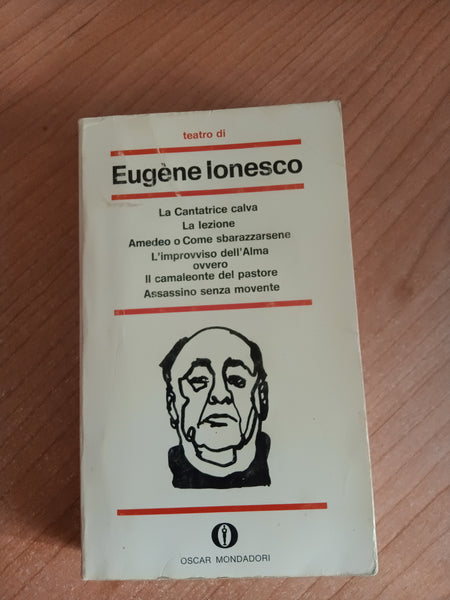 teatro di
Eugène Ionesco
La Cantatrice calva
La lezione
Amedeo o Come sbarazzarsene
L'improvviso dell'Alma
ovvero
Il camaleonte del pastore
Assassino senza movente
OSCAR MONDADORI